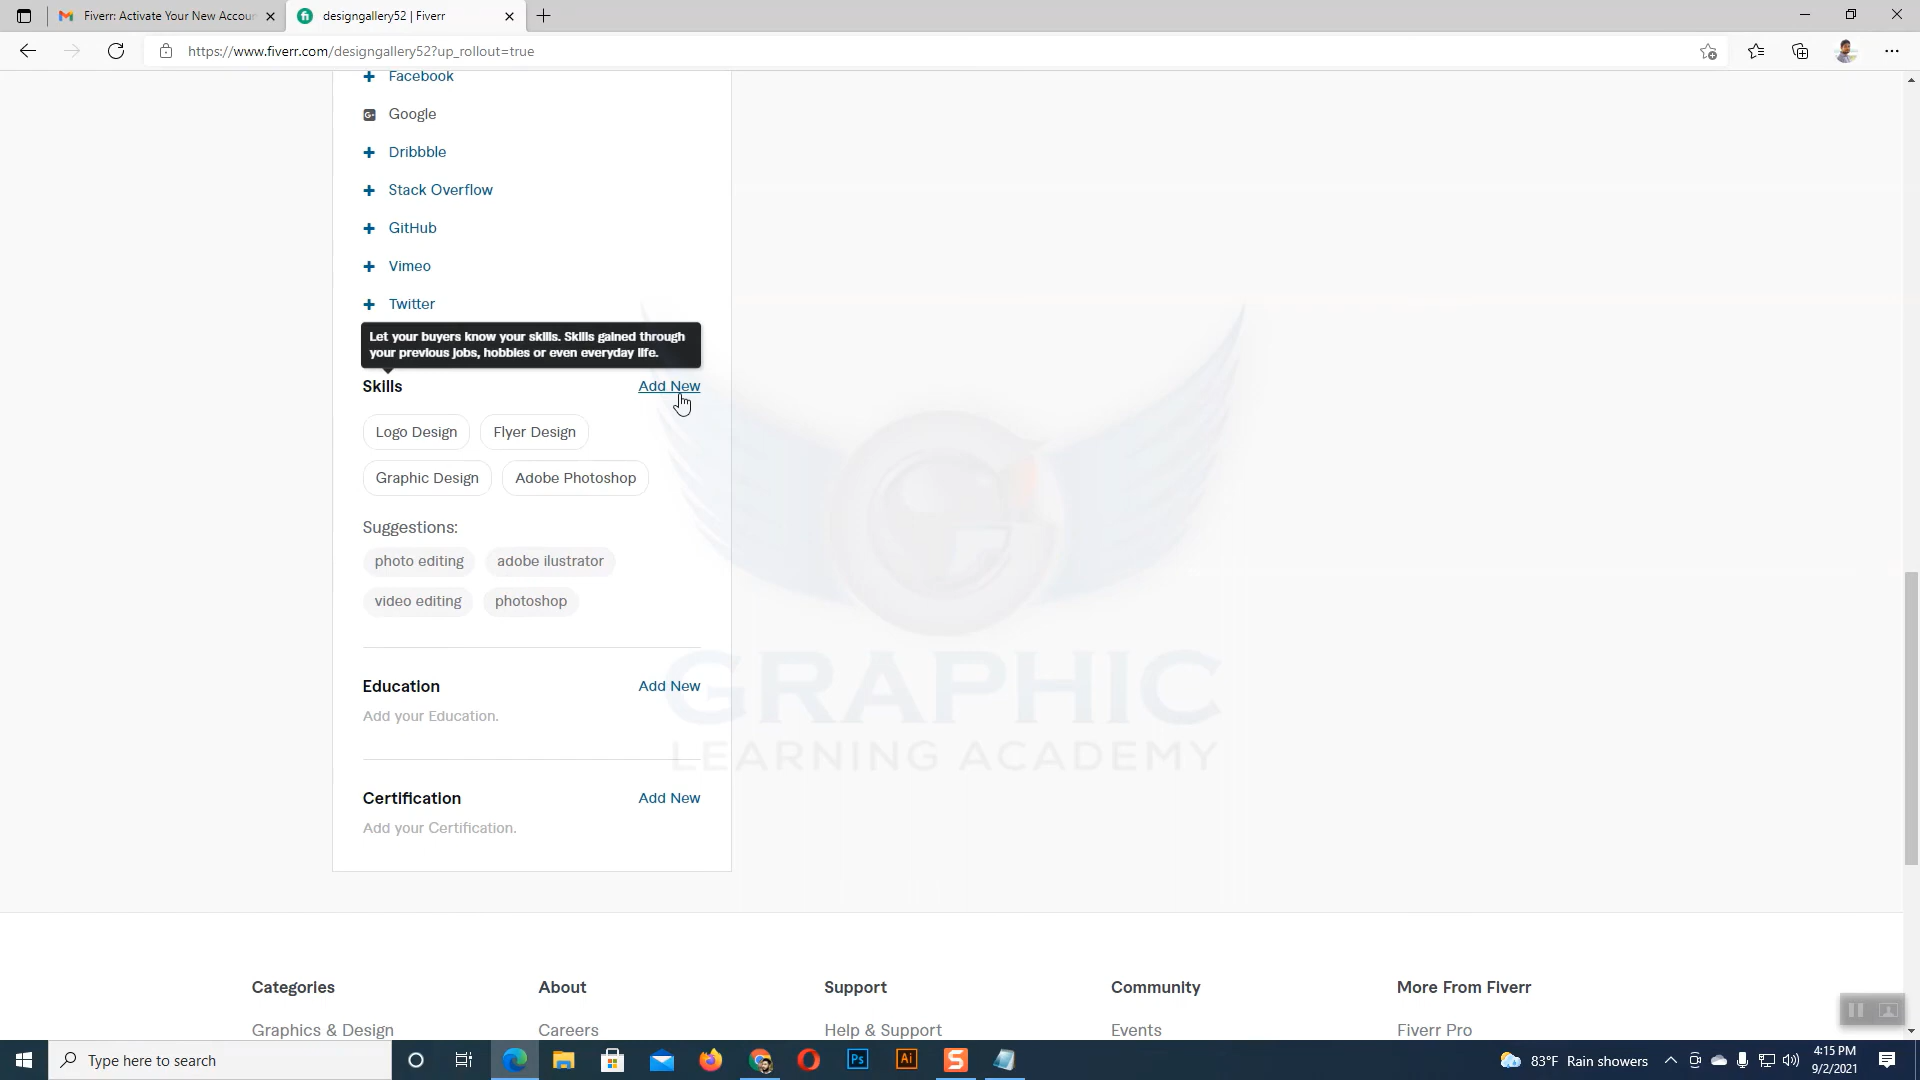 Fiverr: Activate Your New Accoun
designgallery52 | Fiverr
https://www.fiverr.com/designgallery52?up_rollout=true
Facebook
Google
Dribbble
Stack Overflow
GitHub
Vimeo
Twitter
Let your buyers know your skills. Skills gained through
your previous jobs, hobbies or even everyday life.
Skills Add New
Logo Design Flyer Design
Graphic Design Adobe Photoshop
Suggestions:
photo editing adobe ilustrator
video editing photoshop
Education Add New
Add your Education.
Certification Add New
Add your Certification.
GRAPHIC
LEARNING ACADEMY
Categories About Support Community More From Fiverr
Graphics & Design Careers Help & Support Events Fiverr Pro
Type here to search
Ps Ai S
83°F Rain showers
4:15 PM
9/2/2021